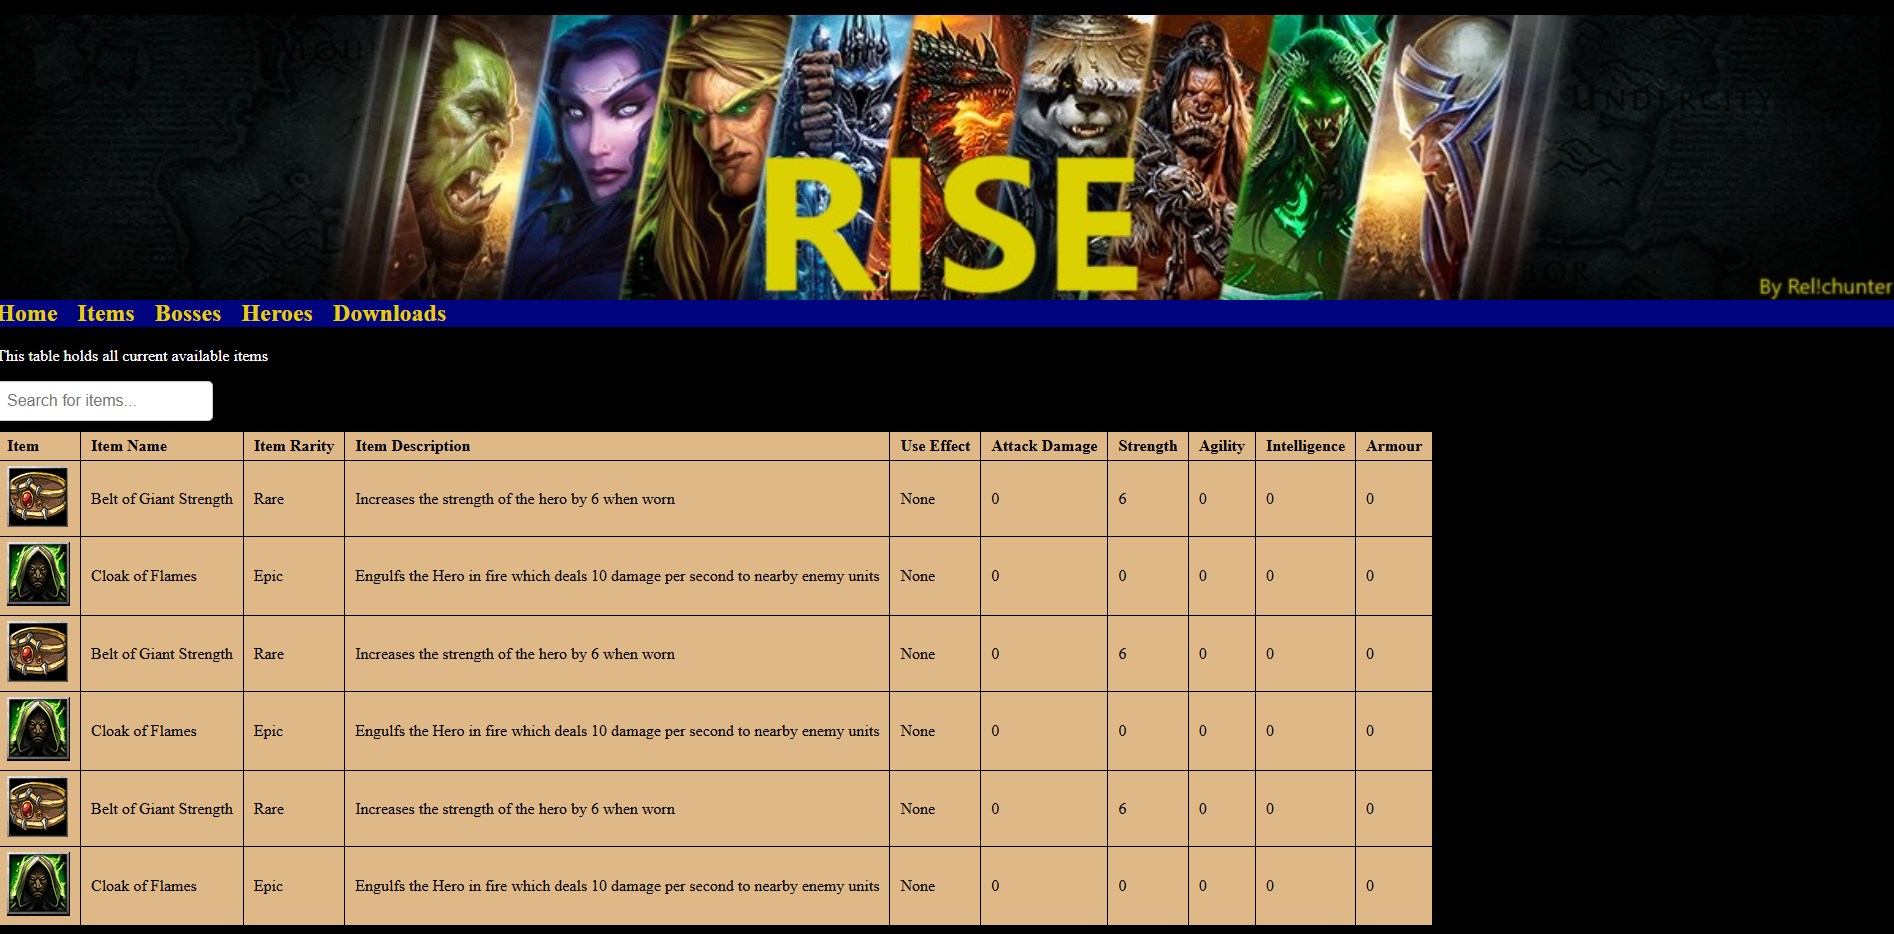 RISE
By Rel!chunter
UNDERCITY
Home Items Bosses Heroes Downloads
This table holds all current available items
Search for items...
Item Item Name Item Rarity Item Description Use Effect Attack Damage Strength Agility Intelligence Armour
Belt of Giant Strength Rare Increases the strength of the hero by 6 when worn None 0 6 0 0 0
Cloak of Flames Epic Engulfs the Hero in fire which deals 10 damage per second to nearby enemy units None 0 0 0 0 0
Belt of Giant Strength Rare Increases the strength of the hero by 6 when worn None 0 6 0 0 0
Cloak of Flames Epic Engulfs the Hero in fire which deals 10 damage per second to nearby enemy units None 0 0 0 0 0
Belt of Giant Strength Rare Increases the strength of the hero by 6 when worn None 0 6 0 0 0
Cloak of Flames Epic Engulfs the Hero in fire which deals 10 damage per second to nearby enemy units None 0 0 0 0 0